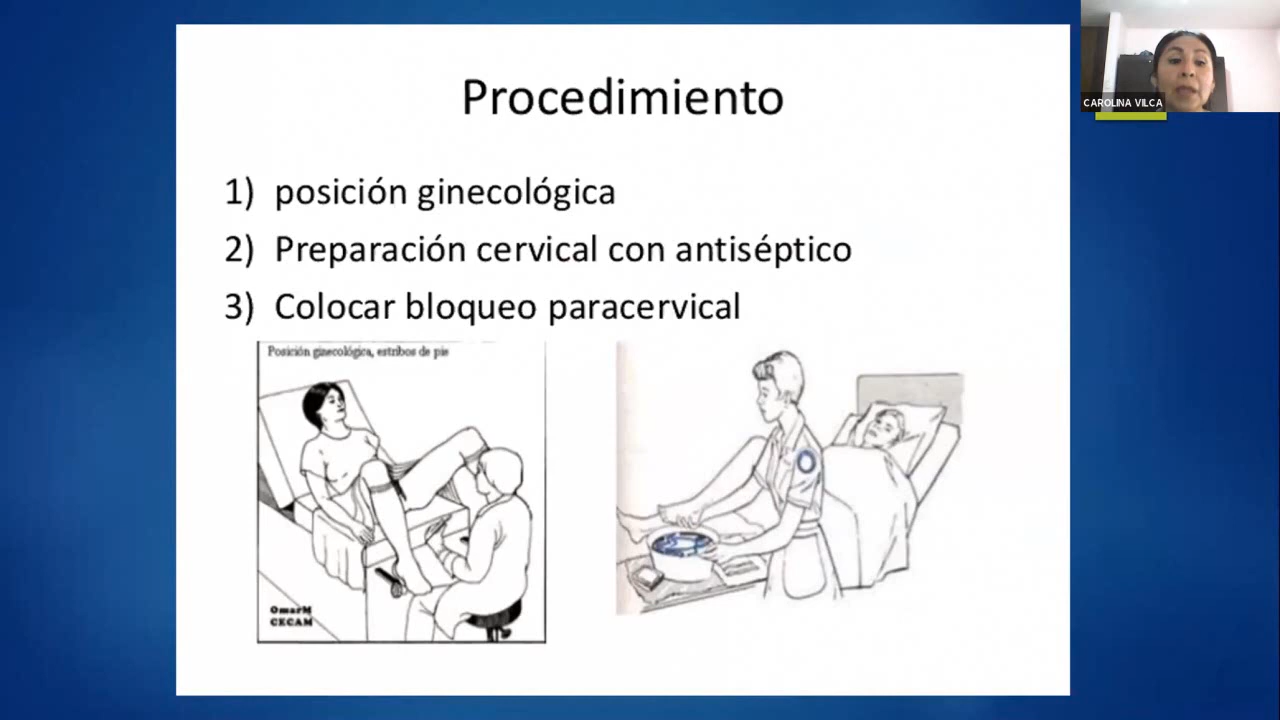 Procedimiento
1) posición ginecológica
2) Preparación cervical con antiséptico
3) Colocar bloqueo paracervical
Posición ginecológica, estribos de pie
OmarM
CECAM
CAROLINA VILCA